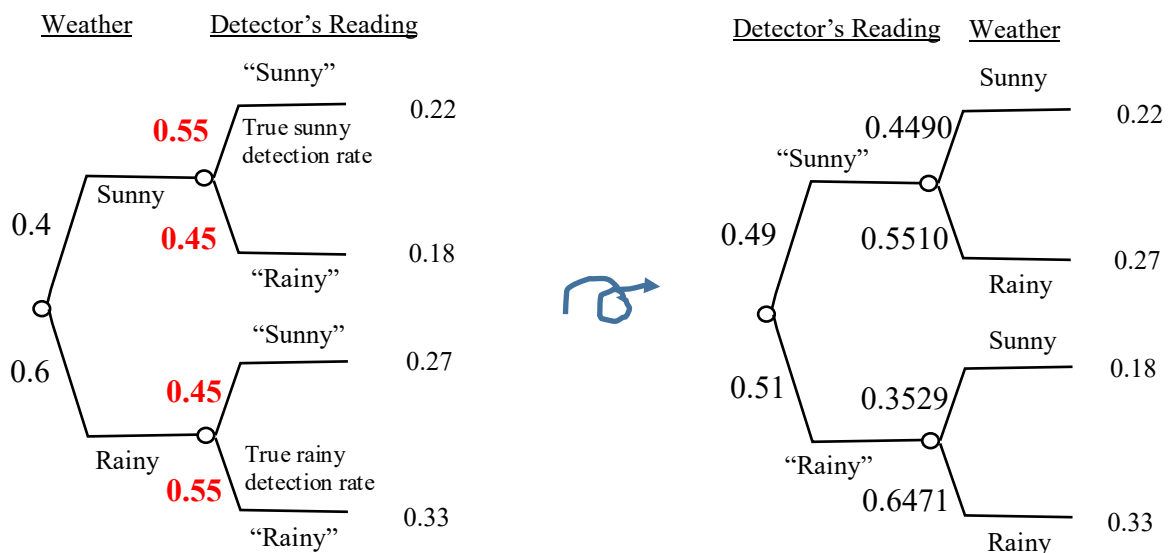 Weather Detector’s Reading
“Sunny”
0.22
0.55
True sunny
detection rate
Sunny
0.4
0.45
0.18
“Rainy”
“Sunny”
0.27
0.6
0.45
Rainy
True rainy
detection rate
0.55
0.33
“Rainy”
Detector’s Reading Weather
Sunny
0.22
0.4490
“Sunny”
0.49
0.5510
0.27
Rainy
Sunny
0.18
0.51
0.3529
“Rainy”
0.6471
0.33
Rainy